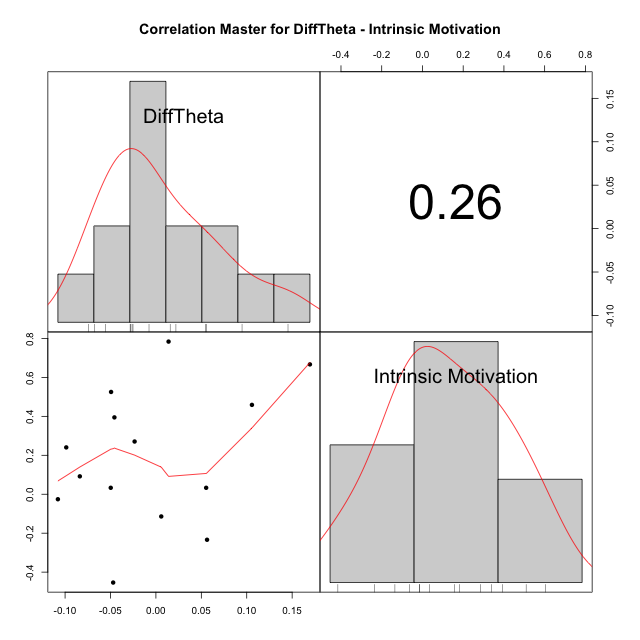 Correlation Master for DiffTheta - Intrinsic Motivation
-0.4 -0.2 0.0 0.2 0.4 0.6 0.8
DiffTheta
0.26
0.15
0.10
0.05
0.00
-0.05
-0.10
Intrinsic Motivation
0.8
0.6
0.4
0.2
0.0
-0.2
-0.4
-0.10 -0.05 0.00 0.05 0.10 0.15